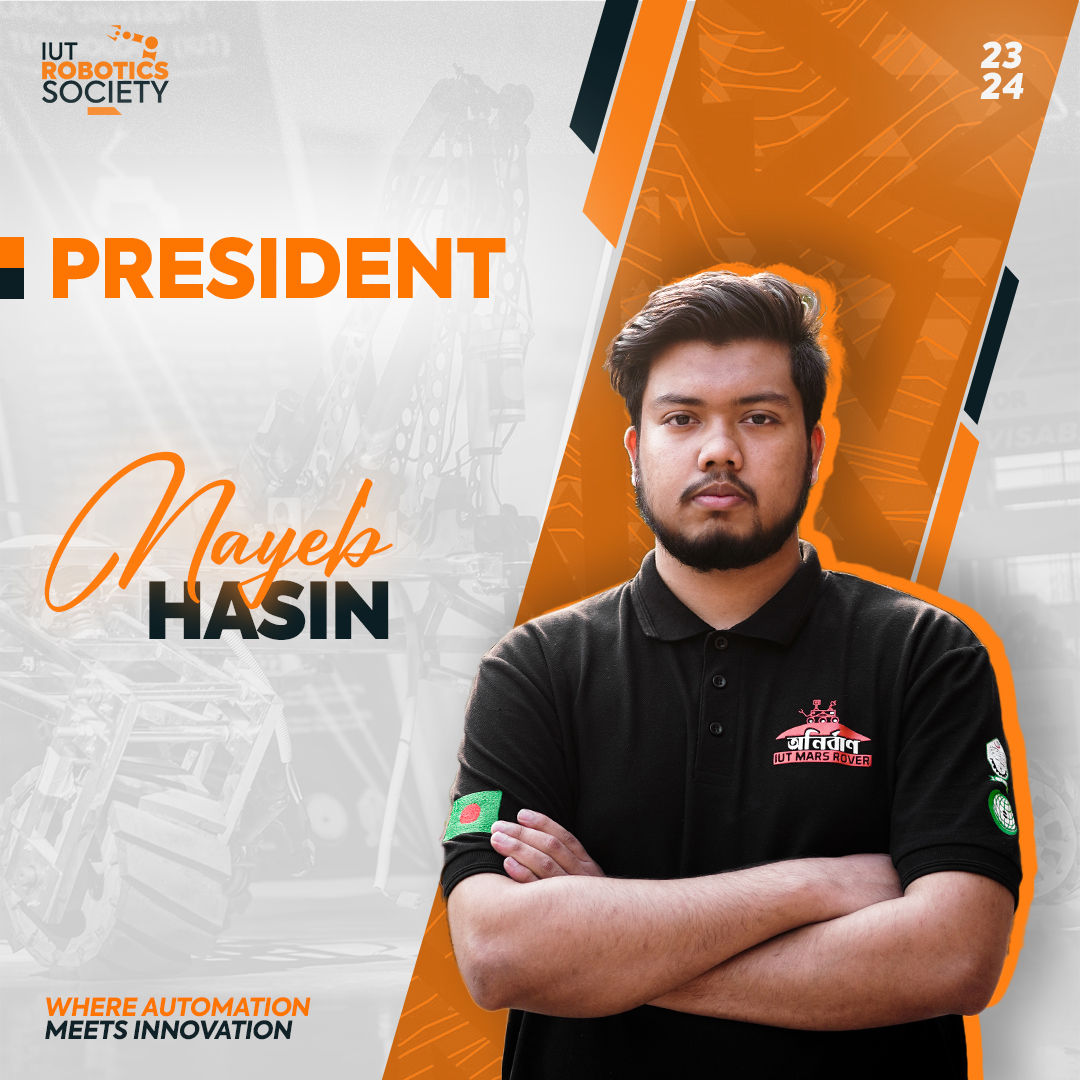 IUT
ROBOTICS
SOCIETY
23
24
PRESIDENT
Nayeb
HASIN
অনির্বাণ
IUT MARS ROVER
WHERE AUTOMATION
MEETS INNOVATION